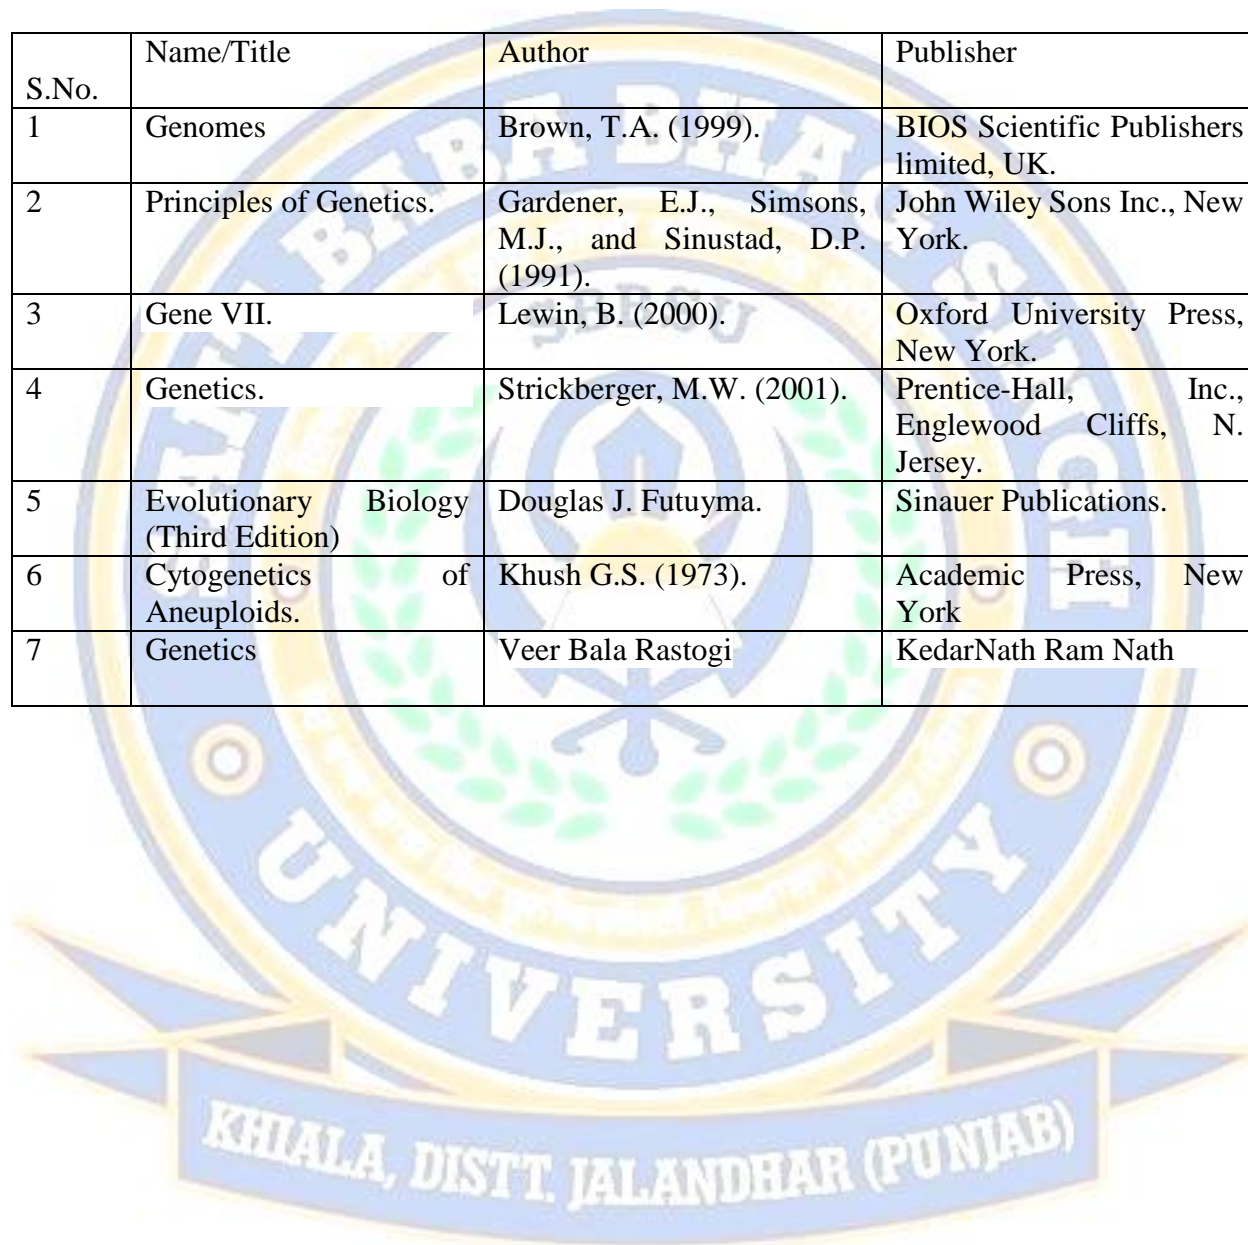 S.No. Name/Title Author Publisher
1 Genomes Brown, T.A. (1999). BIOS Scientific Publishers
limited, UK.
2 Principles of Genetics. Gardener, E.J., Simsons, John Wiley Sons Inc., New
M.J., and Sinustad, D.P. York.
(1991).
3 Gene VII. Lewin, B. (2000). Oxford University Press,
New York.
4 Genetics. Strickberger, M.W. (2001). Prentice-Hall, Inc.,
Englewood Cliffs, N.
Jersey.
5 Evolutionary Biology Douglas J. Futuyma. Sinauer Publications.
(Third Edition)
6 Cytogenetics of Khush G.S. (1973). Academic Press, New
Aneuploids. York
7 Genetics Veer Bala Rastogi KedarNath Ram Nath
SBBSU
UNIVERSITY
KHIALA, DISTT. JALANDHAR (PUNJAB)